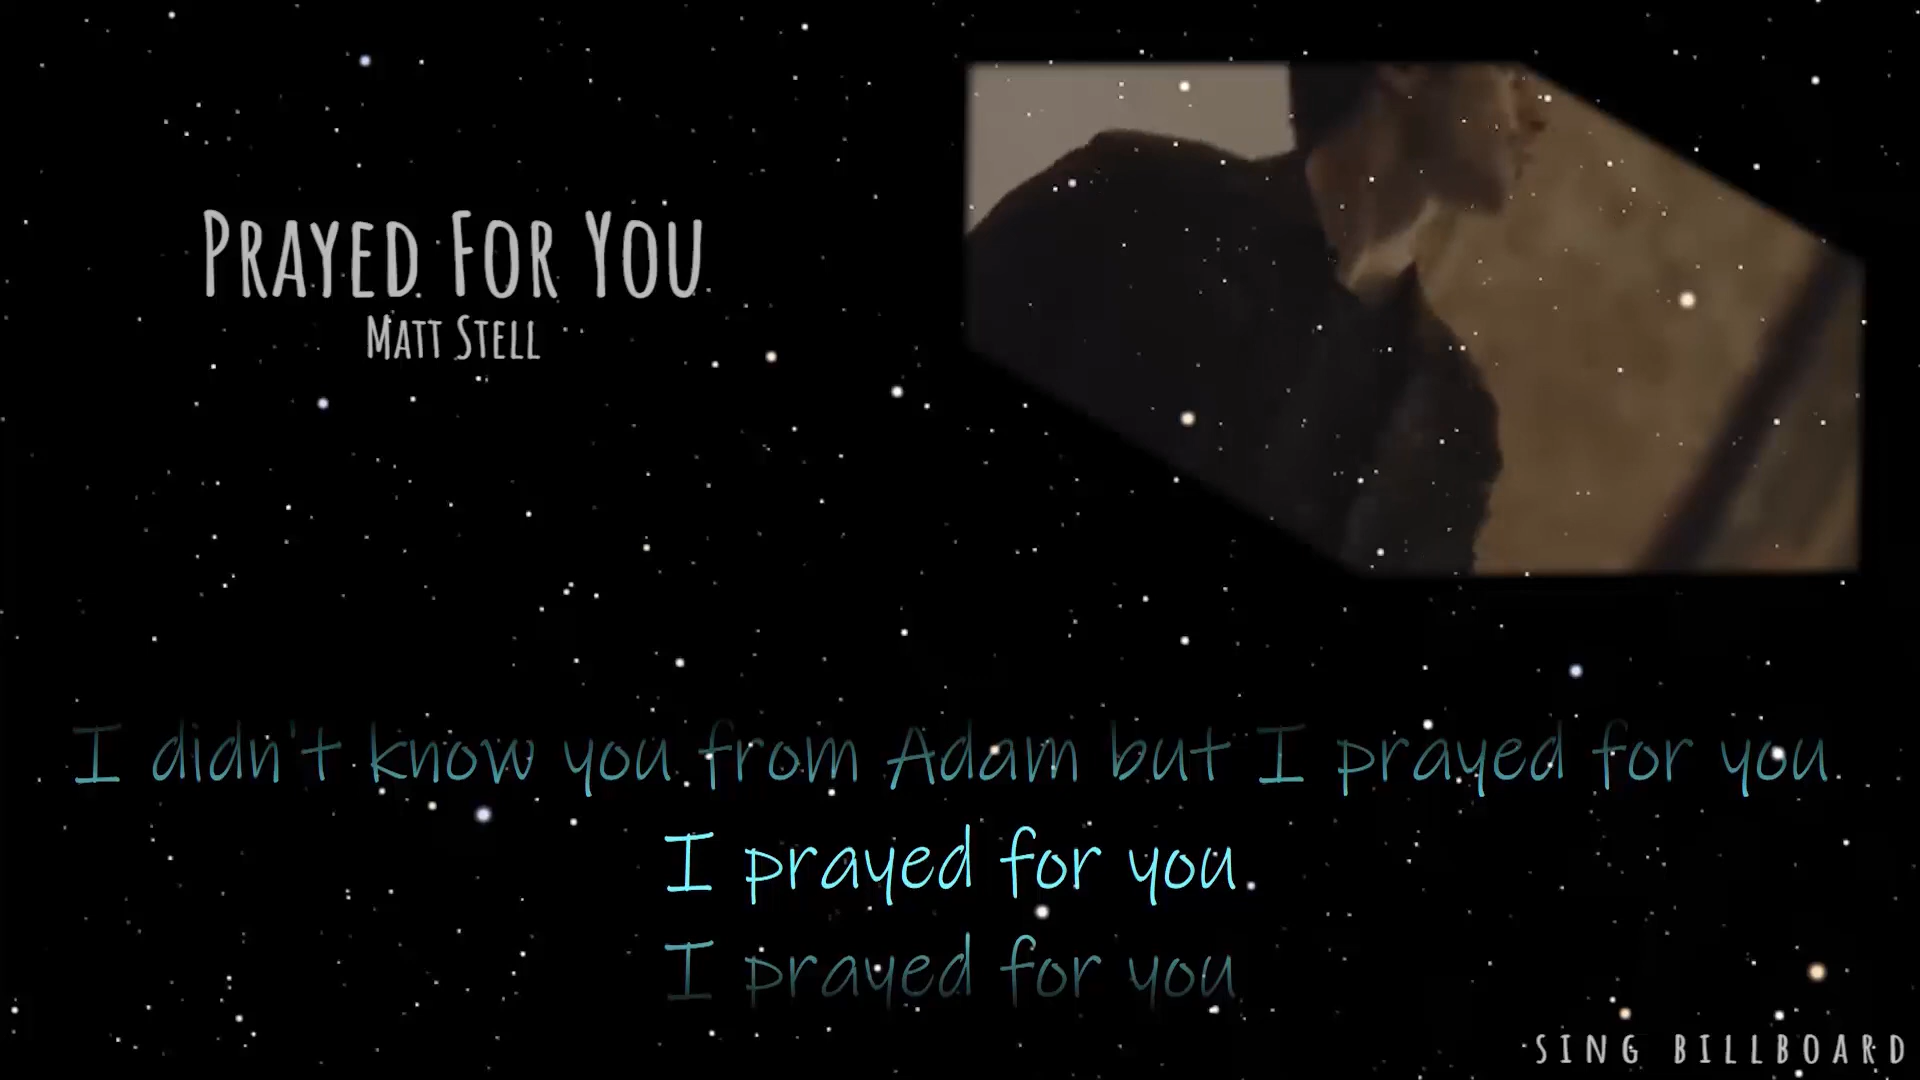 PRAYED FOR YOU
MATT STELL
I didn't know you from Adam but I prayed for you
I prayed for you
I prayed for you
SING BILLBOARD